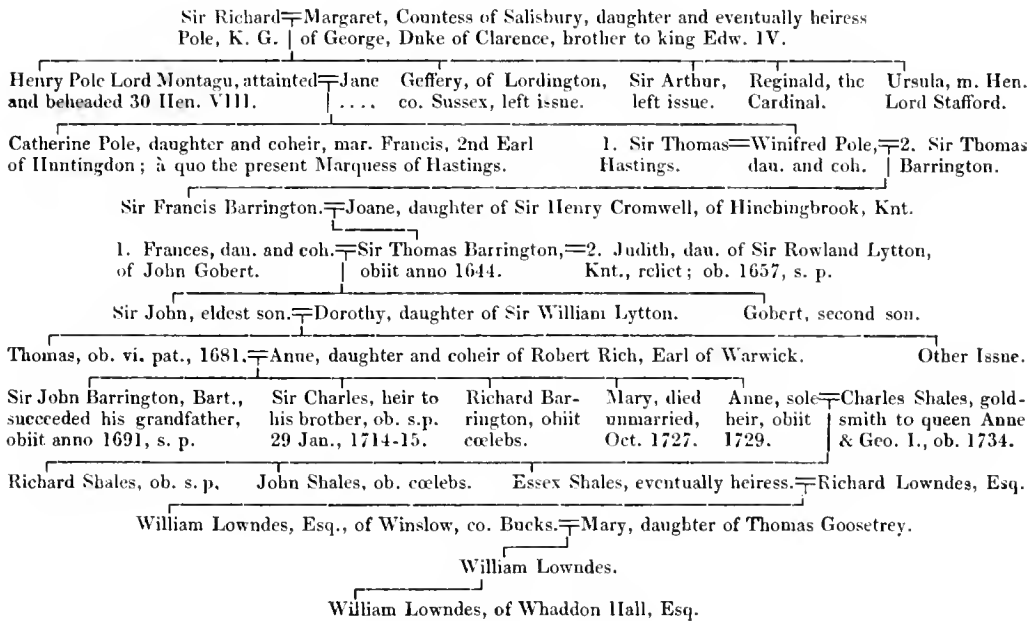 Sir Richard=Margaret, Countess of Salisbury, daughter and eventually heiress
Pole, K. G. of George, Duke of Clarence, brother to king Edw. IV.
Henry Pole Lord Montagu, attainted=Jane Geffery, of Lordington, Sir Arthur, Reginald, the Ursula, m. Hen.
and beheaded 30 Hen. VIII. .... co. Sussex, left issue. left issue. Cardinal. Lord Stafford.
Catherine Pole, daughter and coheir, mar. Francis, 2nd Earl 1. Sir Thomas=Winifred Pole,=2. Sir Thomas
of Huntingdon; à quo the present Marquess of Hastings. Hastings. dau. and coh. Barrington.
Sir Francis Barrington.=Joane, daughter of Sir Henry Cromwell, of Hinchingbrook, Knt.
1. Frances, dau. and coh.=Sir Thomas Barrington,=2. Judith, dau. of Sir Rowland Lytton,
of John Gobert. obiit anno 1644. Knt., relict; ob. 1657, s. p.
Sir John, eldest son.=Dorothy, daughter of Sir William Lytton. Gobert, second son.
Thomas, ob. vi. pat., 1681.=Anne, daughter and coheir of Robert Rich, Earl of Warwick. Other Issue.
Sir John Barrington, Bart., Sir Charles, heir to Richard Bar- Mary, died Anne, sole=Charles Shales, gold-
succeeded his grandfather, his brother, ob. s.p. rington, obiit unmarried, heir, obiit smith to queen Anne
obiit anno 1691, s. p. 29 Jan., 1714-15. cœlebs. Oct. 1727. 1729. & Geo. I., ob. 1734.
Richard Shales, ob. s. p. John Shales, ob. cœlebs. Essex Shales, eventually heiress.=Richard Lowndes, Esq.
William Lowndes, Esq., of Winslow, co. Bucks.=Mary, daughter of Thomas Goosetrey.
William Lowndes.
William Lowndes, of Whaddon Hall, Esq.